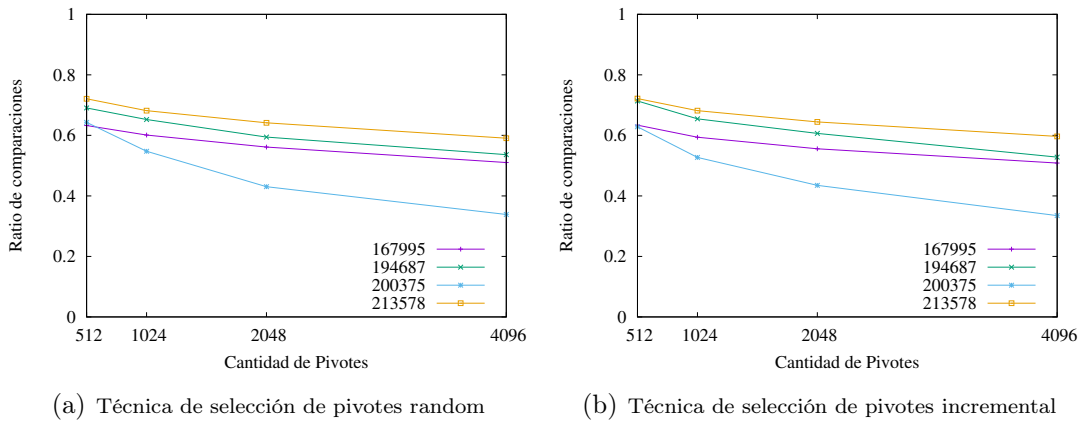 Ratio de comparaciones
1
0.8
0.6
0.4
0.2
0
167995
194687
200375
213578
512 1024 2048 4096
Cantidad de Pivotes
(a) Técnica de selección de pivotes random
Ratio de comparaciones
1
0.8
0.6
0.4
0.2
0
167995
194687
200375
213578
512 1024 2048 4096
Cantidad de Pivotes
(b) Técnica de selección de pivotes incremental